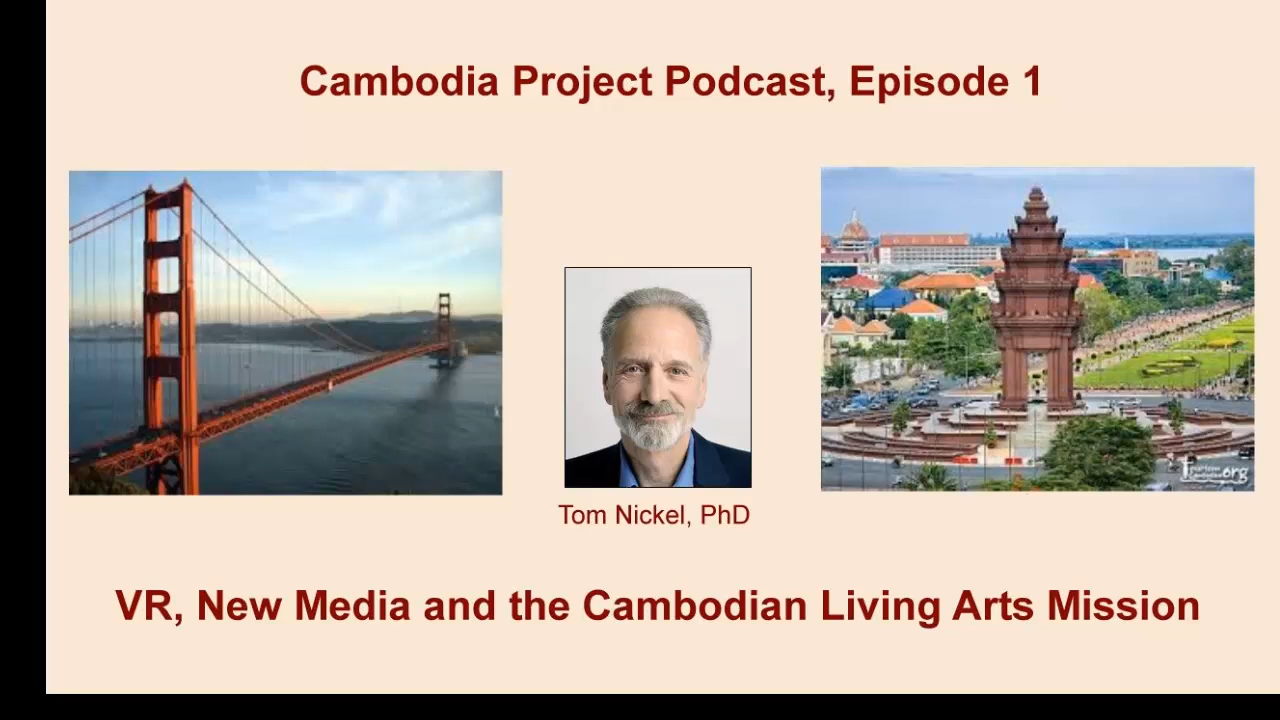 Cambodia Project Podcast, Episode 1
Tom Nickel, PhD
VR, New Media and the Cambodian Living Arts Mission